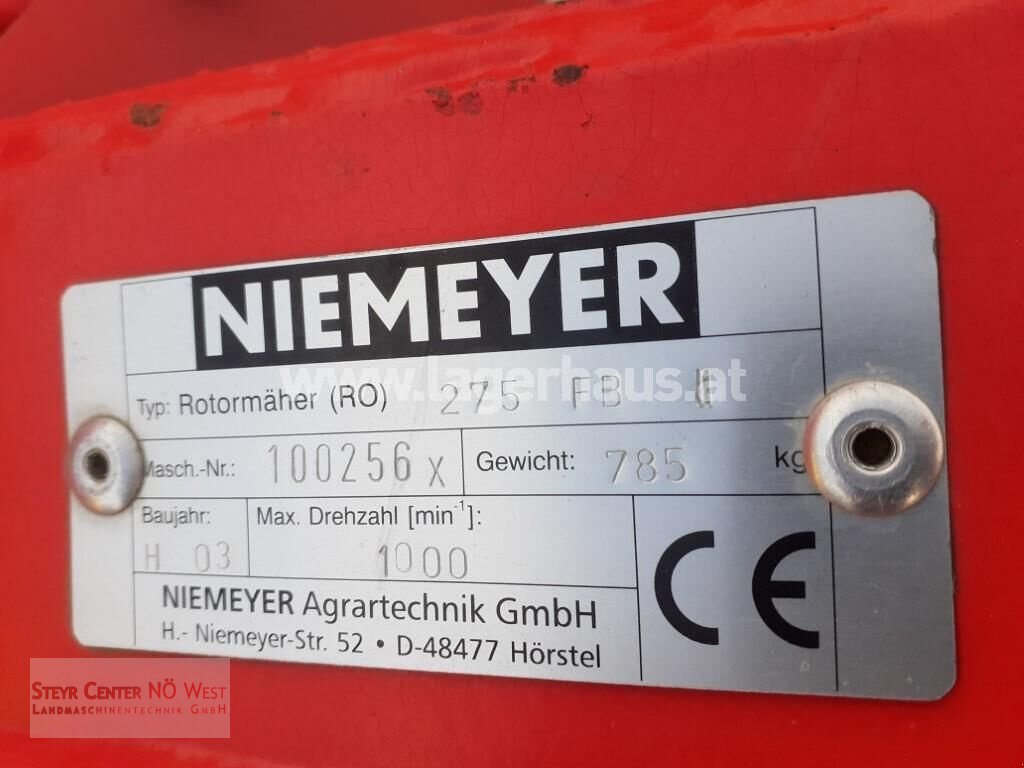 NIEMEYER
www.lagerhaus.at
Typ: Rotormäher (RO) 275 FB
Masch.-Nr.: 100256 x Gewicht: 785 kg
Baujahr: Max. Drehzahl [min⁻¹]:
H 03 1000
NIEMEYER Agrartechnik GmbH
H.- Niemeyer-Str. 52 • D-48477 Hörstel
CE
STEYR CENTER NÖ WEST
LANDMASCHINENTECHNIK GMBH